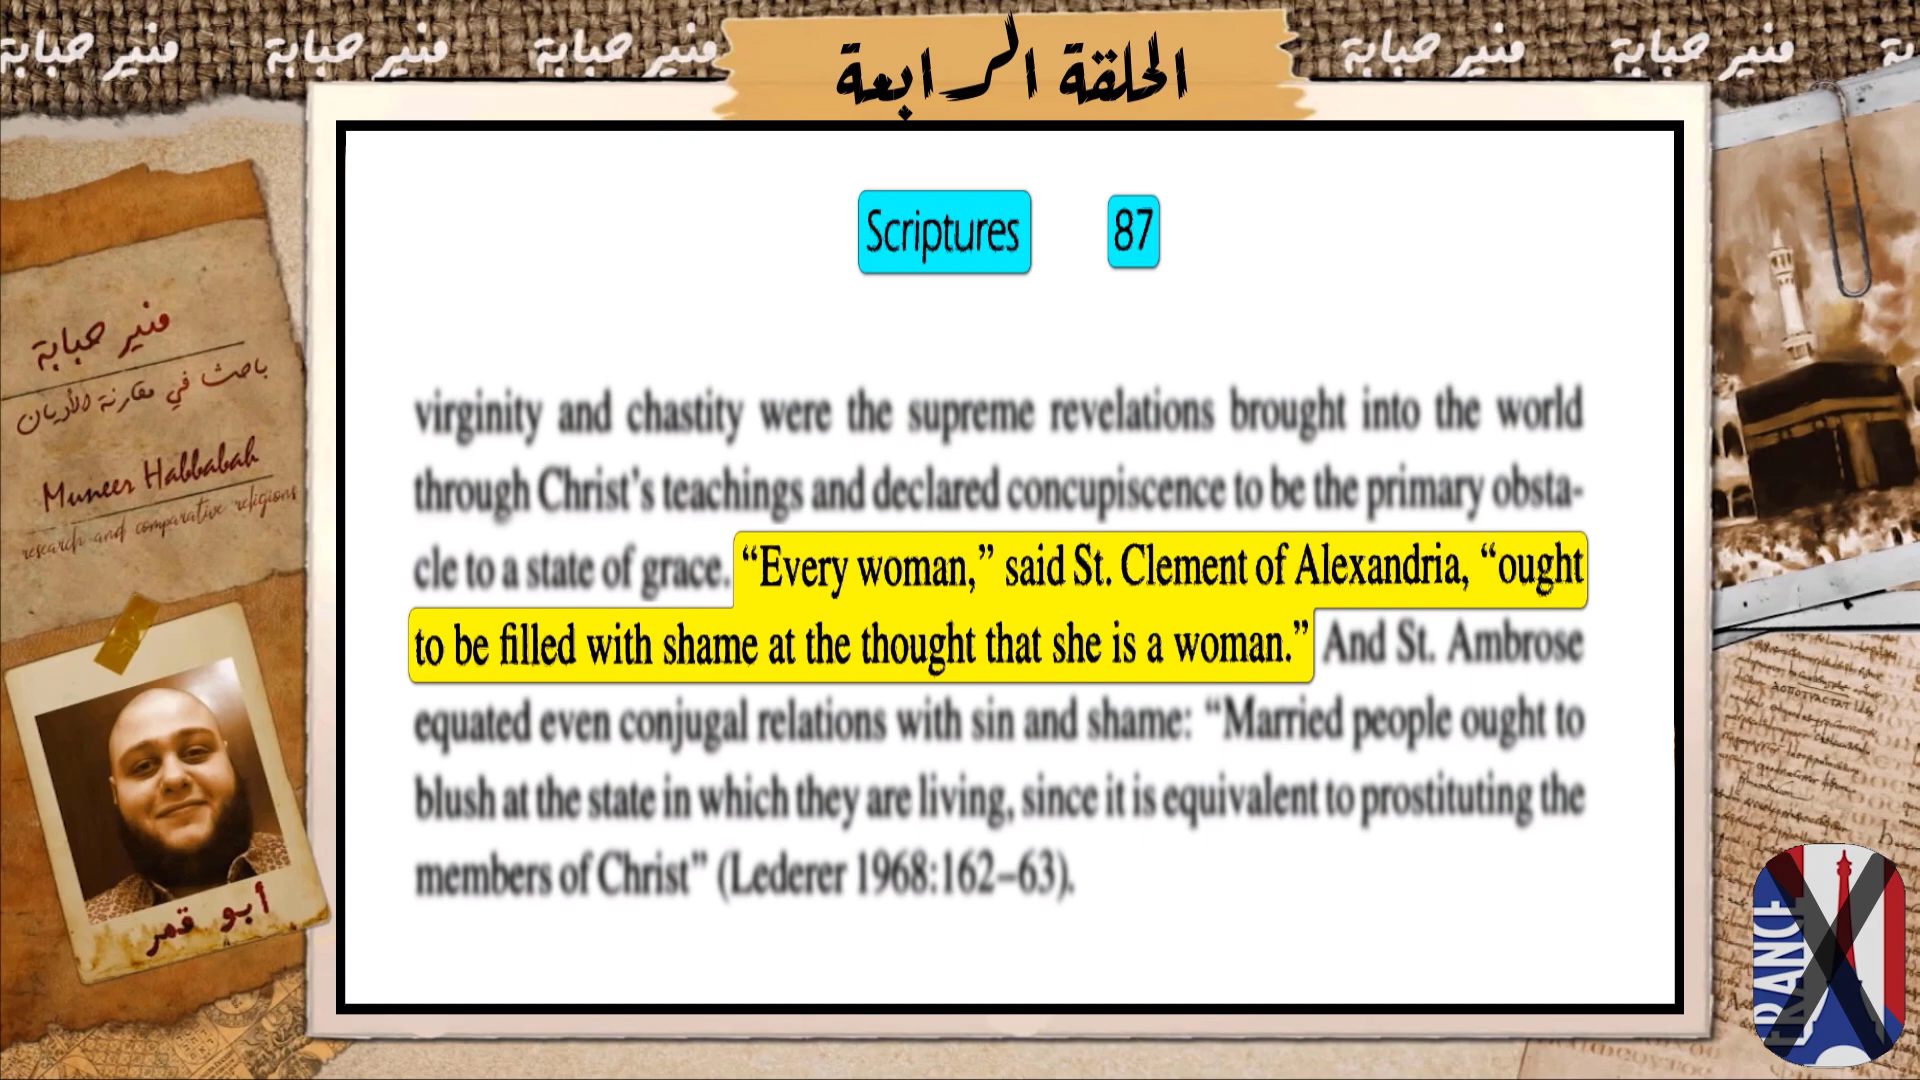 منير حبابة منير حبابة منير حبابة منير حبابة منير حبابة
الحلقة الرابعة
Scriptures 87
virginity and chastity were the supreme revelations brought into the world
through Christ's teachings and declared concupiscence to be the primary obsta-
cle to a state of grace. “Every woman,” said St. Clement of Alexandria, “ought
to be filled with shame at the thought that she is a woman.” And St. Ambrose
equated even conjugal relations with sin and shame: “Married people ought to
blush at the state in which they are living, since it is equivalent to prostituting the
members of Christ” (Lederer 1968:162–63).
منير حبابة
باحث في مقارنة الأديان
Muneer Habbabah
research and comparative religions
أبو قمر
FRANCE